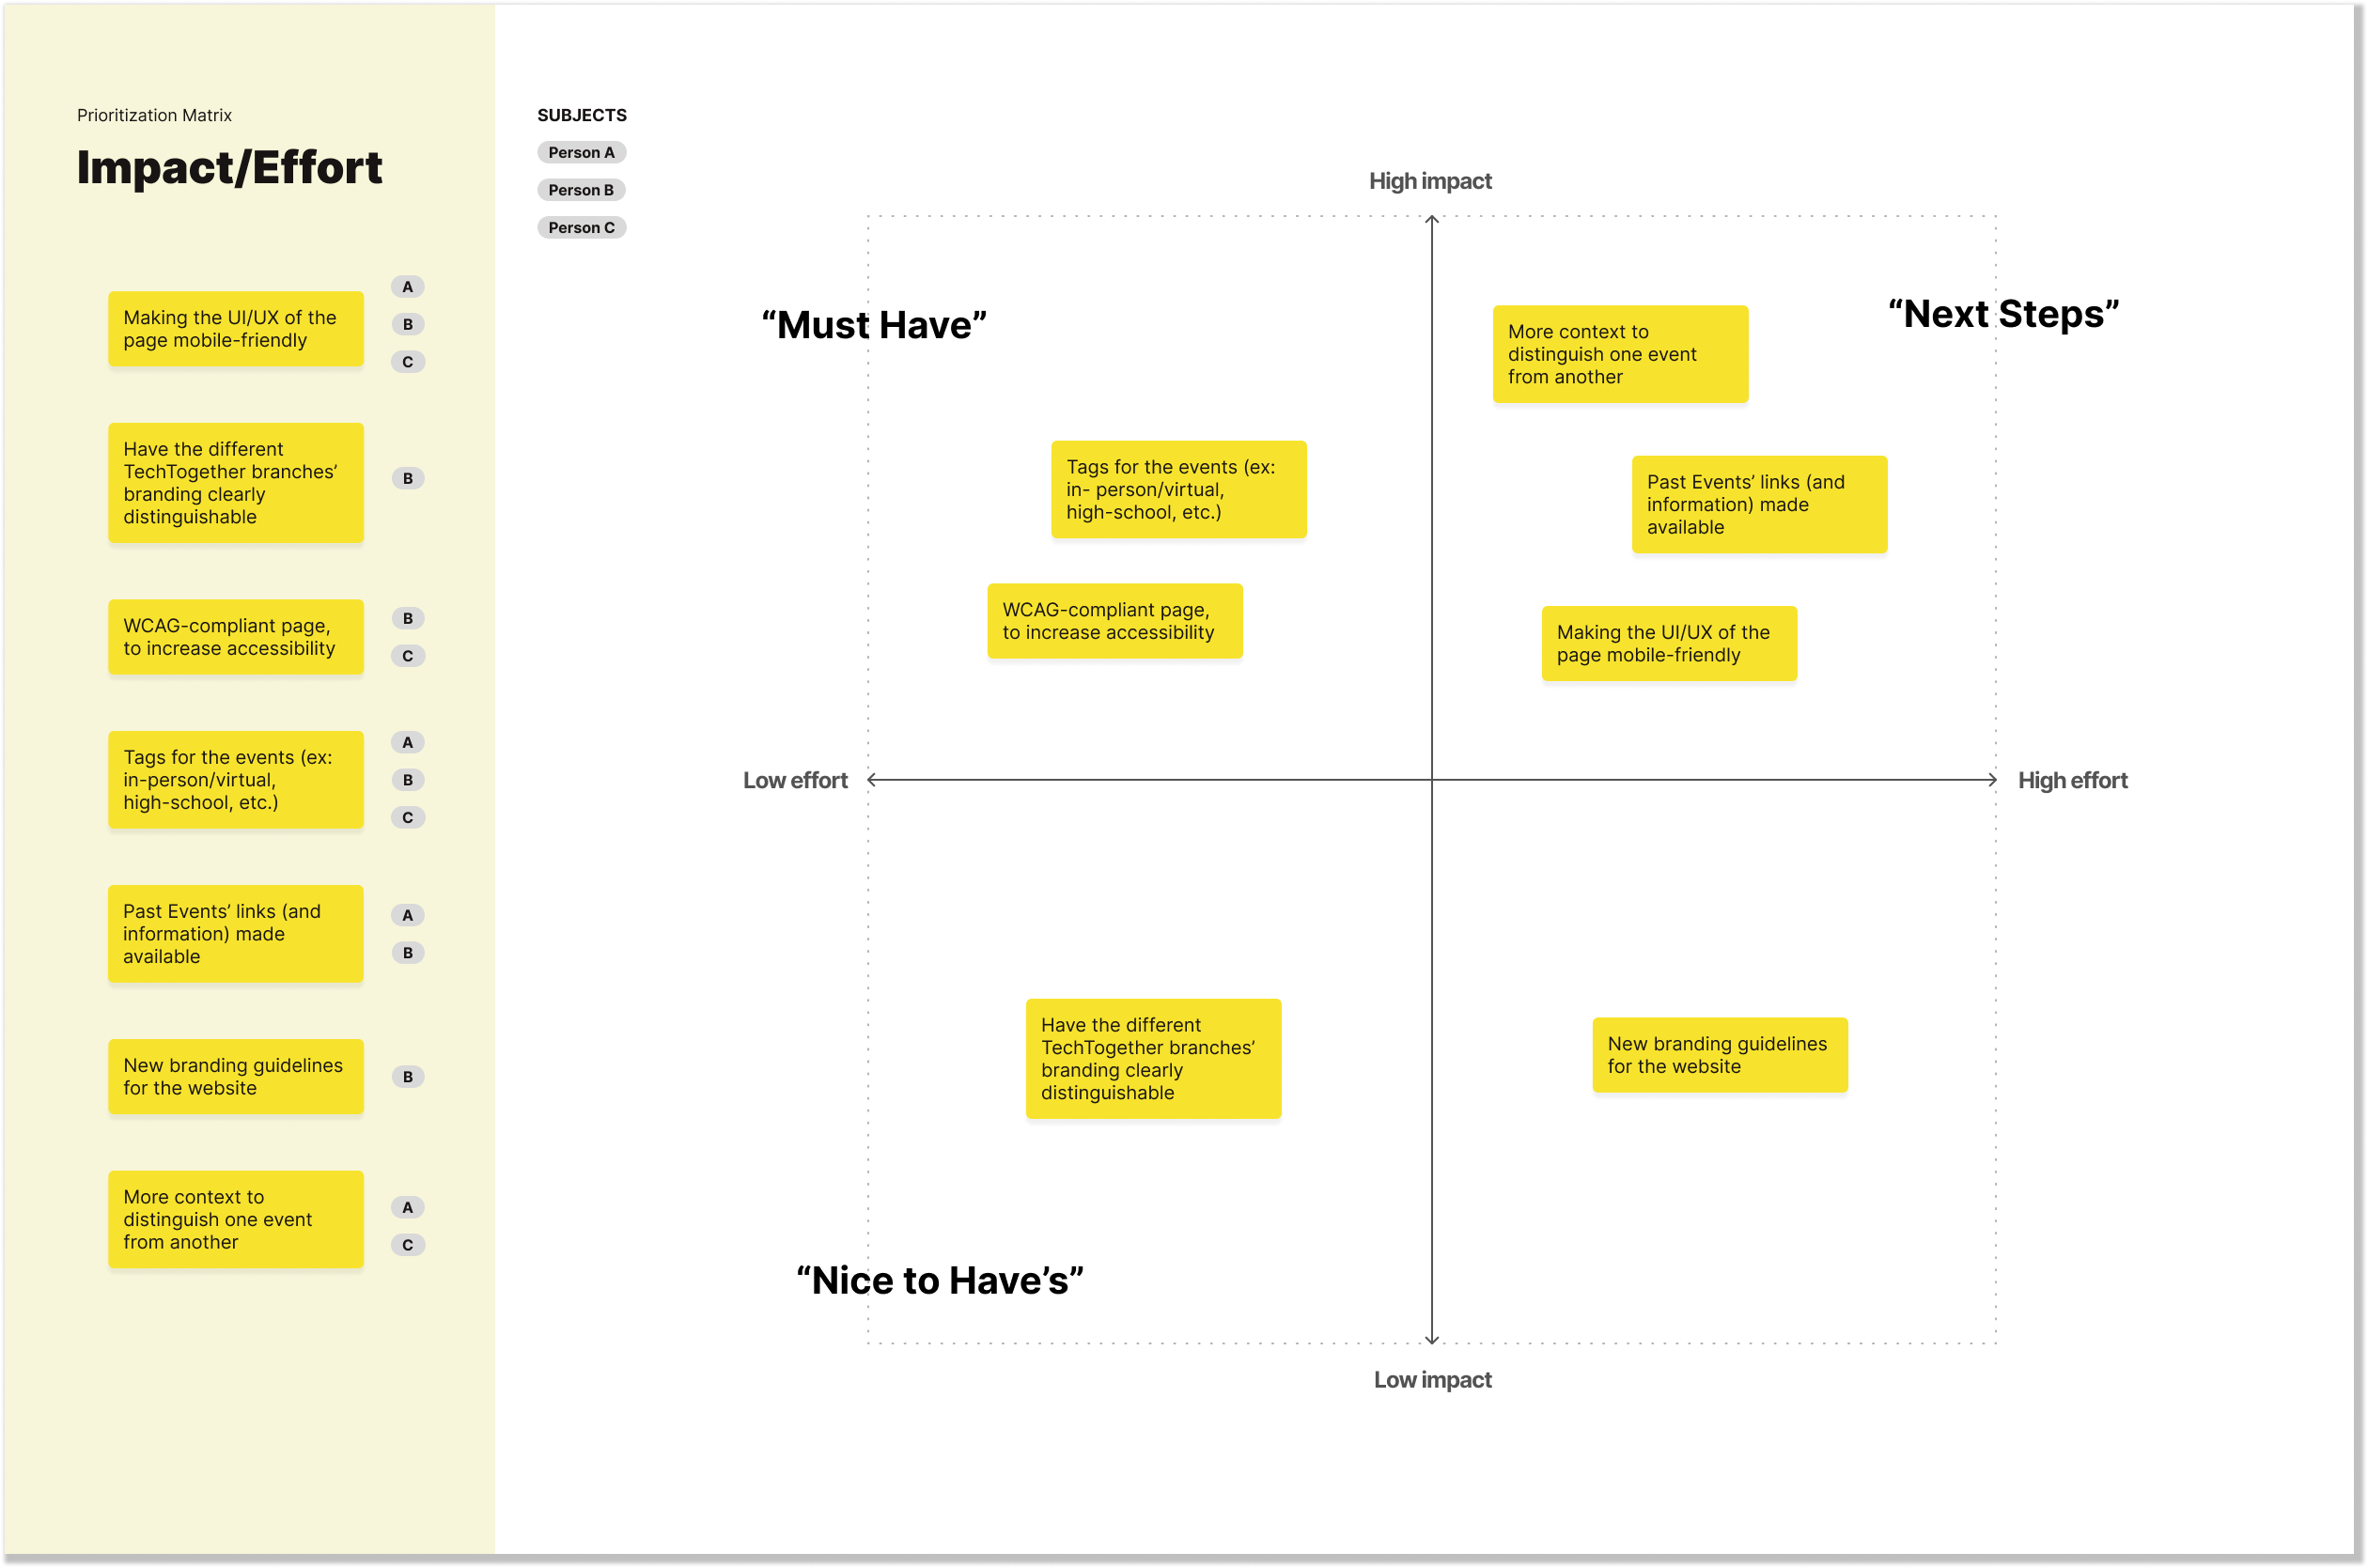 Prioritization Matrix
Impact/Effort
Making the UI/UX of the
page mobile-friendly
A
B
C
Have the different
TechTogether branches’
branding clearly
distinguishable
B
WCAG-compliant page,
to increase accessibility
B
C
Tags for the events (ex:
in-person/virtual,
high-school, etc.)
A
B
C
Past Events’ links (and
information) made
available
A
B
New branding guidelines
for the website
B
More context to
distinguish one event
from another
A
C
SUBJECTS
Person A
Person B
Person C
High impact
“Must Have”
“Next Steps”
More context to
distinguish one event
from another
Tags for the events (ex:
in- person/virtual,
high-school, etc.)
Past Events’ links (and
information) made
available
WCAG-compliant page,
to increase accessibility
Making the UI/UX of the
page mobile-friendly
Low effort
High effort
Have the different
TechTogether branches’
branding clearly
distinguishable
New branding guidelines
for the website
“Nice to Have’s”
Low impact